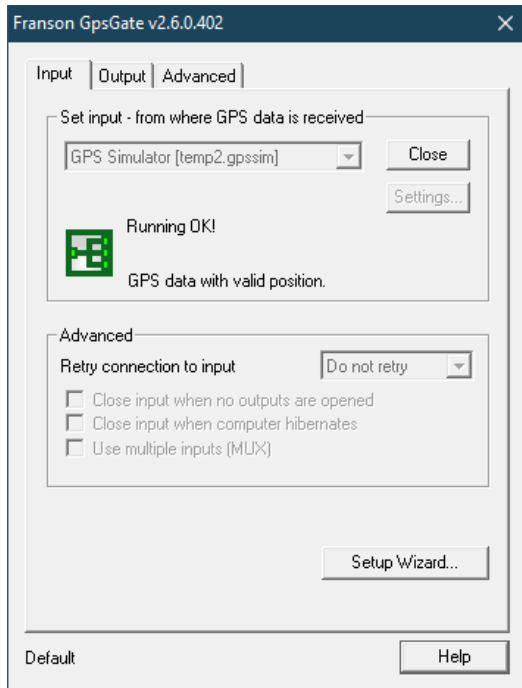 Franson GpsGate v2.6.0.402
Input Output Advanced
Set input - from where GPS data is received
GPS Simulator [temp2.gpssim] Close
Settings...
Running OK!
GPS data with valid position.
Advanced
Retry connection to input Do not retry
Close input when no outputs are opened
Close input when computer hibernates
Use multiple inputs (MUX)
Setup Wizard...
Default Help